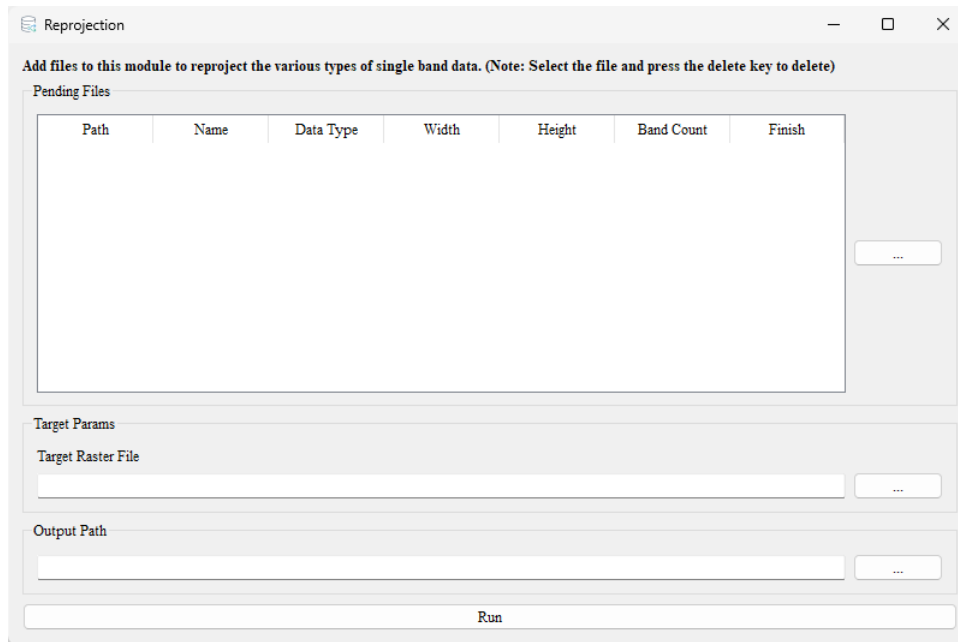 Reprojection
Add files to this module to reproject the various types of single band data. (Note: Select the file and press the delete key to delete)
Pending Files
Path Name Data Type Width Height Band Count Finish
...
Target Params
Target Raster File
...
Output Path
...
Run